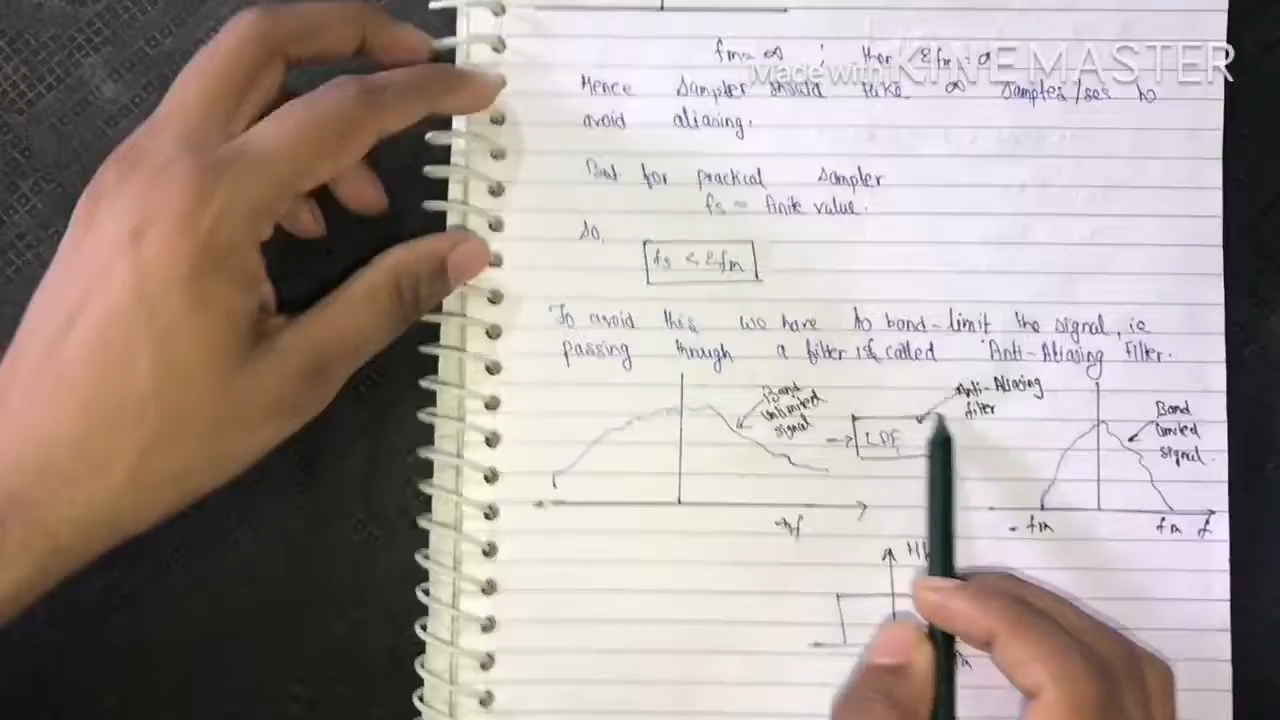 fm = ∞ ; then 2fm = ∞
Made with KINEMASTER
Hence Sampler should take ∞ samples/sec to
avoid aliasing.
But for practical Sampler
fs = finite value.
So,
fs < 2fm
To avoid this we have to band-limit the signal, ie
passing through a filter is called 'Anti-Aliasing' Filter.
Band
unlimited
signal
f
LPF
Anti-Aliasing
filter
Band
limited
signal.
-fm
fm f